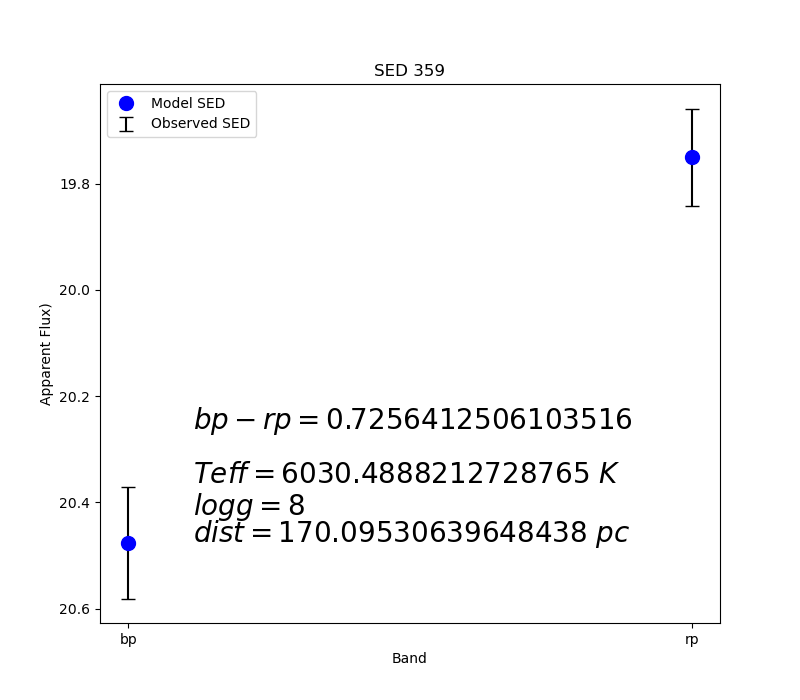 SED 359
Model SED
Observed SED
19.8
20.0
20.2
20.4
20.6
Apparent Flux)
bp − rp = 0.7256412506103516
Teff = 6030.4888212728765 K
logg = 8
dist = 170.09530639648438 pc
bp
rp
Band